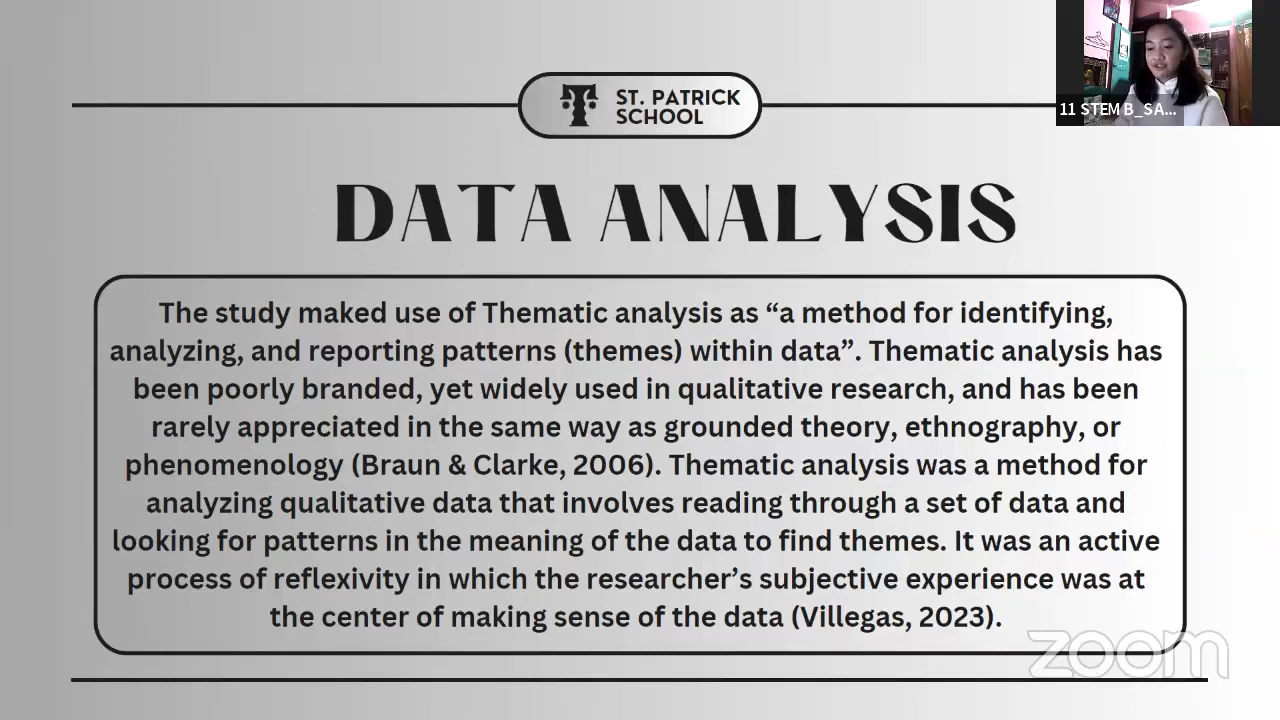 ST. PATRICK
SCHOOL
11 STEM B_SA...
DATA ANALYSIS
The study maked use of Thematic analysis as “a method for identifying,
analyzing, and reporting patterns (themes) within data”. Thematic analysis has
been poorly branded, yet widely used in qualitative research, and has been
rarely appreciated in the same way as grounded theory, ethnography, or
phenomenology (Braun & Clarke, 2006). Thematic analysis was a method for
analyzing qualitative data that involves reading through a set of data and
looking for patterns in the meaning of the data to find themes. It was an active
process of reflexivity in which the researcher’s subjective experience was at
the center of making sense of the data (Villegas, 2023).
zoom